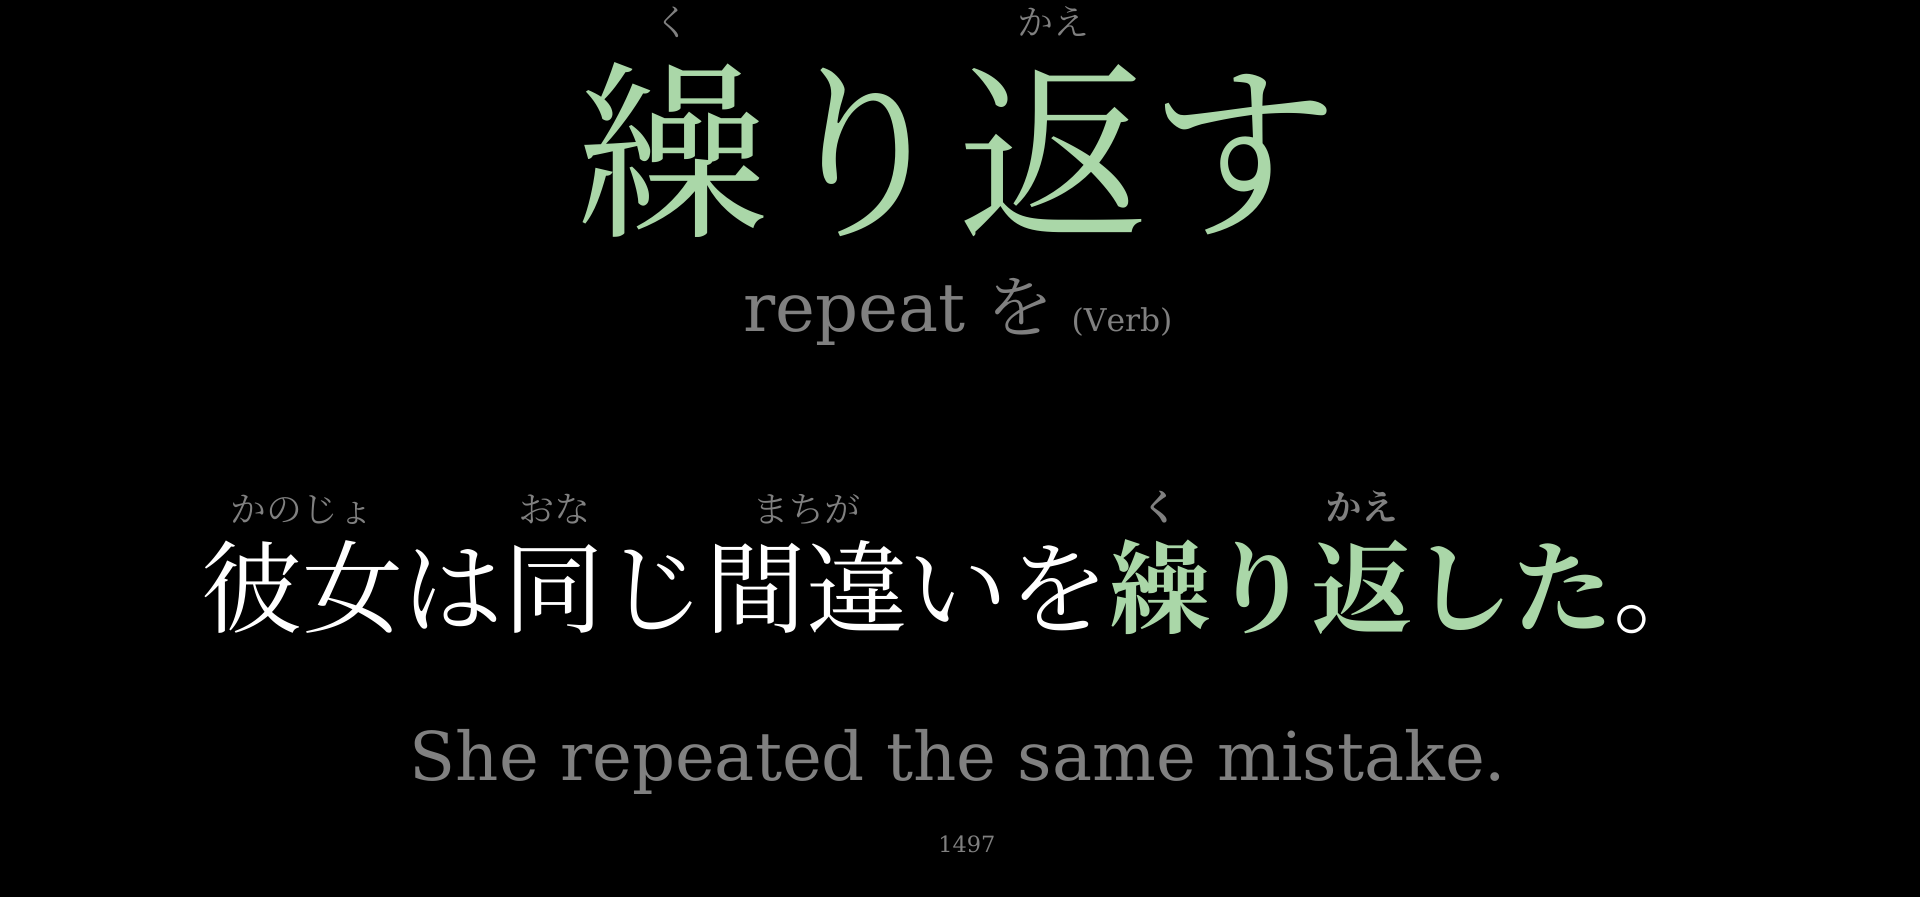 く かえ
繰り返す
repeat を (Verb)
かのじょ おな まちが く かえ
彼女は同じ間違いを繰り返した。
She repeated the same mistake.
1497